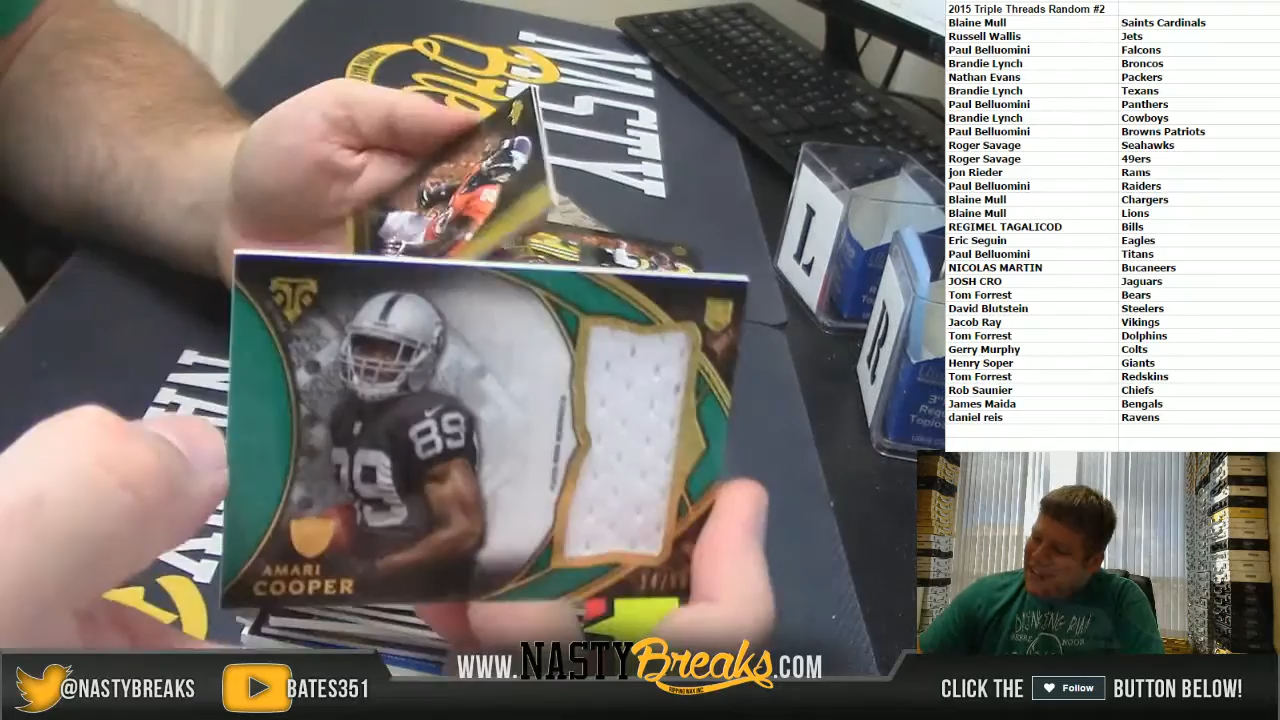 2015 Triple Threads Random #2
Blaine Mull Saints Cardinals
Russell Wallis Jets
Paul Belluomini Falcons
Brandie Lynch Broncos
Nathan Evans Packers
Brandie Lynch Texans
Paul Belluomini Panthers
Brandie Lynch Cowboys
Paul Belluomini Browns Patriots
Roger Savage Seahawks
Roger Savage 49ers
jon Rieder Rams
Paul Belluomini Raiders
Blaine Mull Chargers
Blaine Mull Lions
REGIMEL TAGALICOD Bills
Eric Seguin Eagles
Paul Belluomini Titans
NICOLAS MARTIN Bucaneers
JOSH CRO Jaguars
Tom Forrest Bears
David Blutstein Steelers
Jacob Ray Vikings
Tom Forrest Dolphins
Gerry Murphy Colts
Henry Soper Giants
Tom Forrest Redskins
Rob Saunier Chiefs
James Maida Bengals
daniel reis Ravens
NASTY
L
R
89
89
AMARI
COOPER
@NASTYBREAKS
BATES351
WWW.NASTYBreaks.COM
CLICK THE Follow BUTTON BELOW!